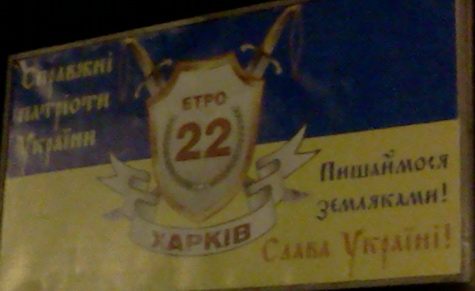 Справжні
патріоти
України
БТРО
22
ХАРКІВ
Пишаймося
земляками!
Слава Україні!